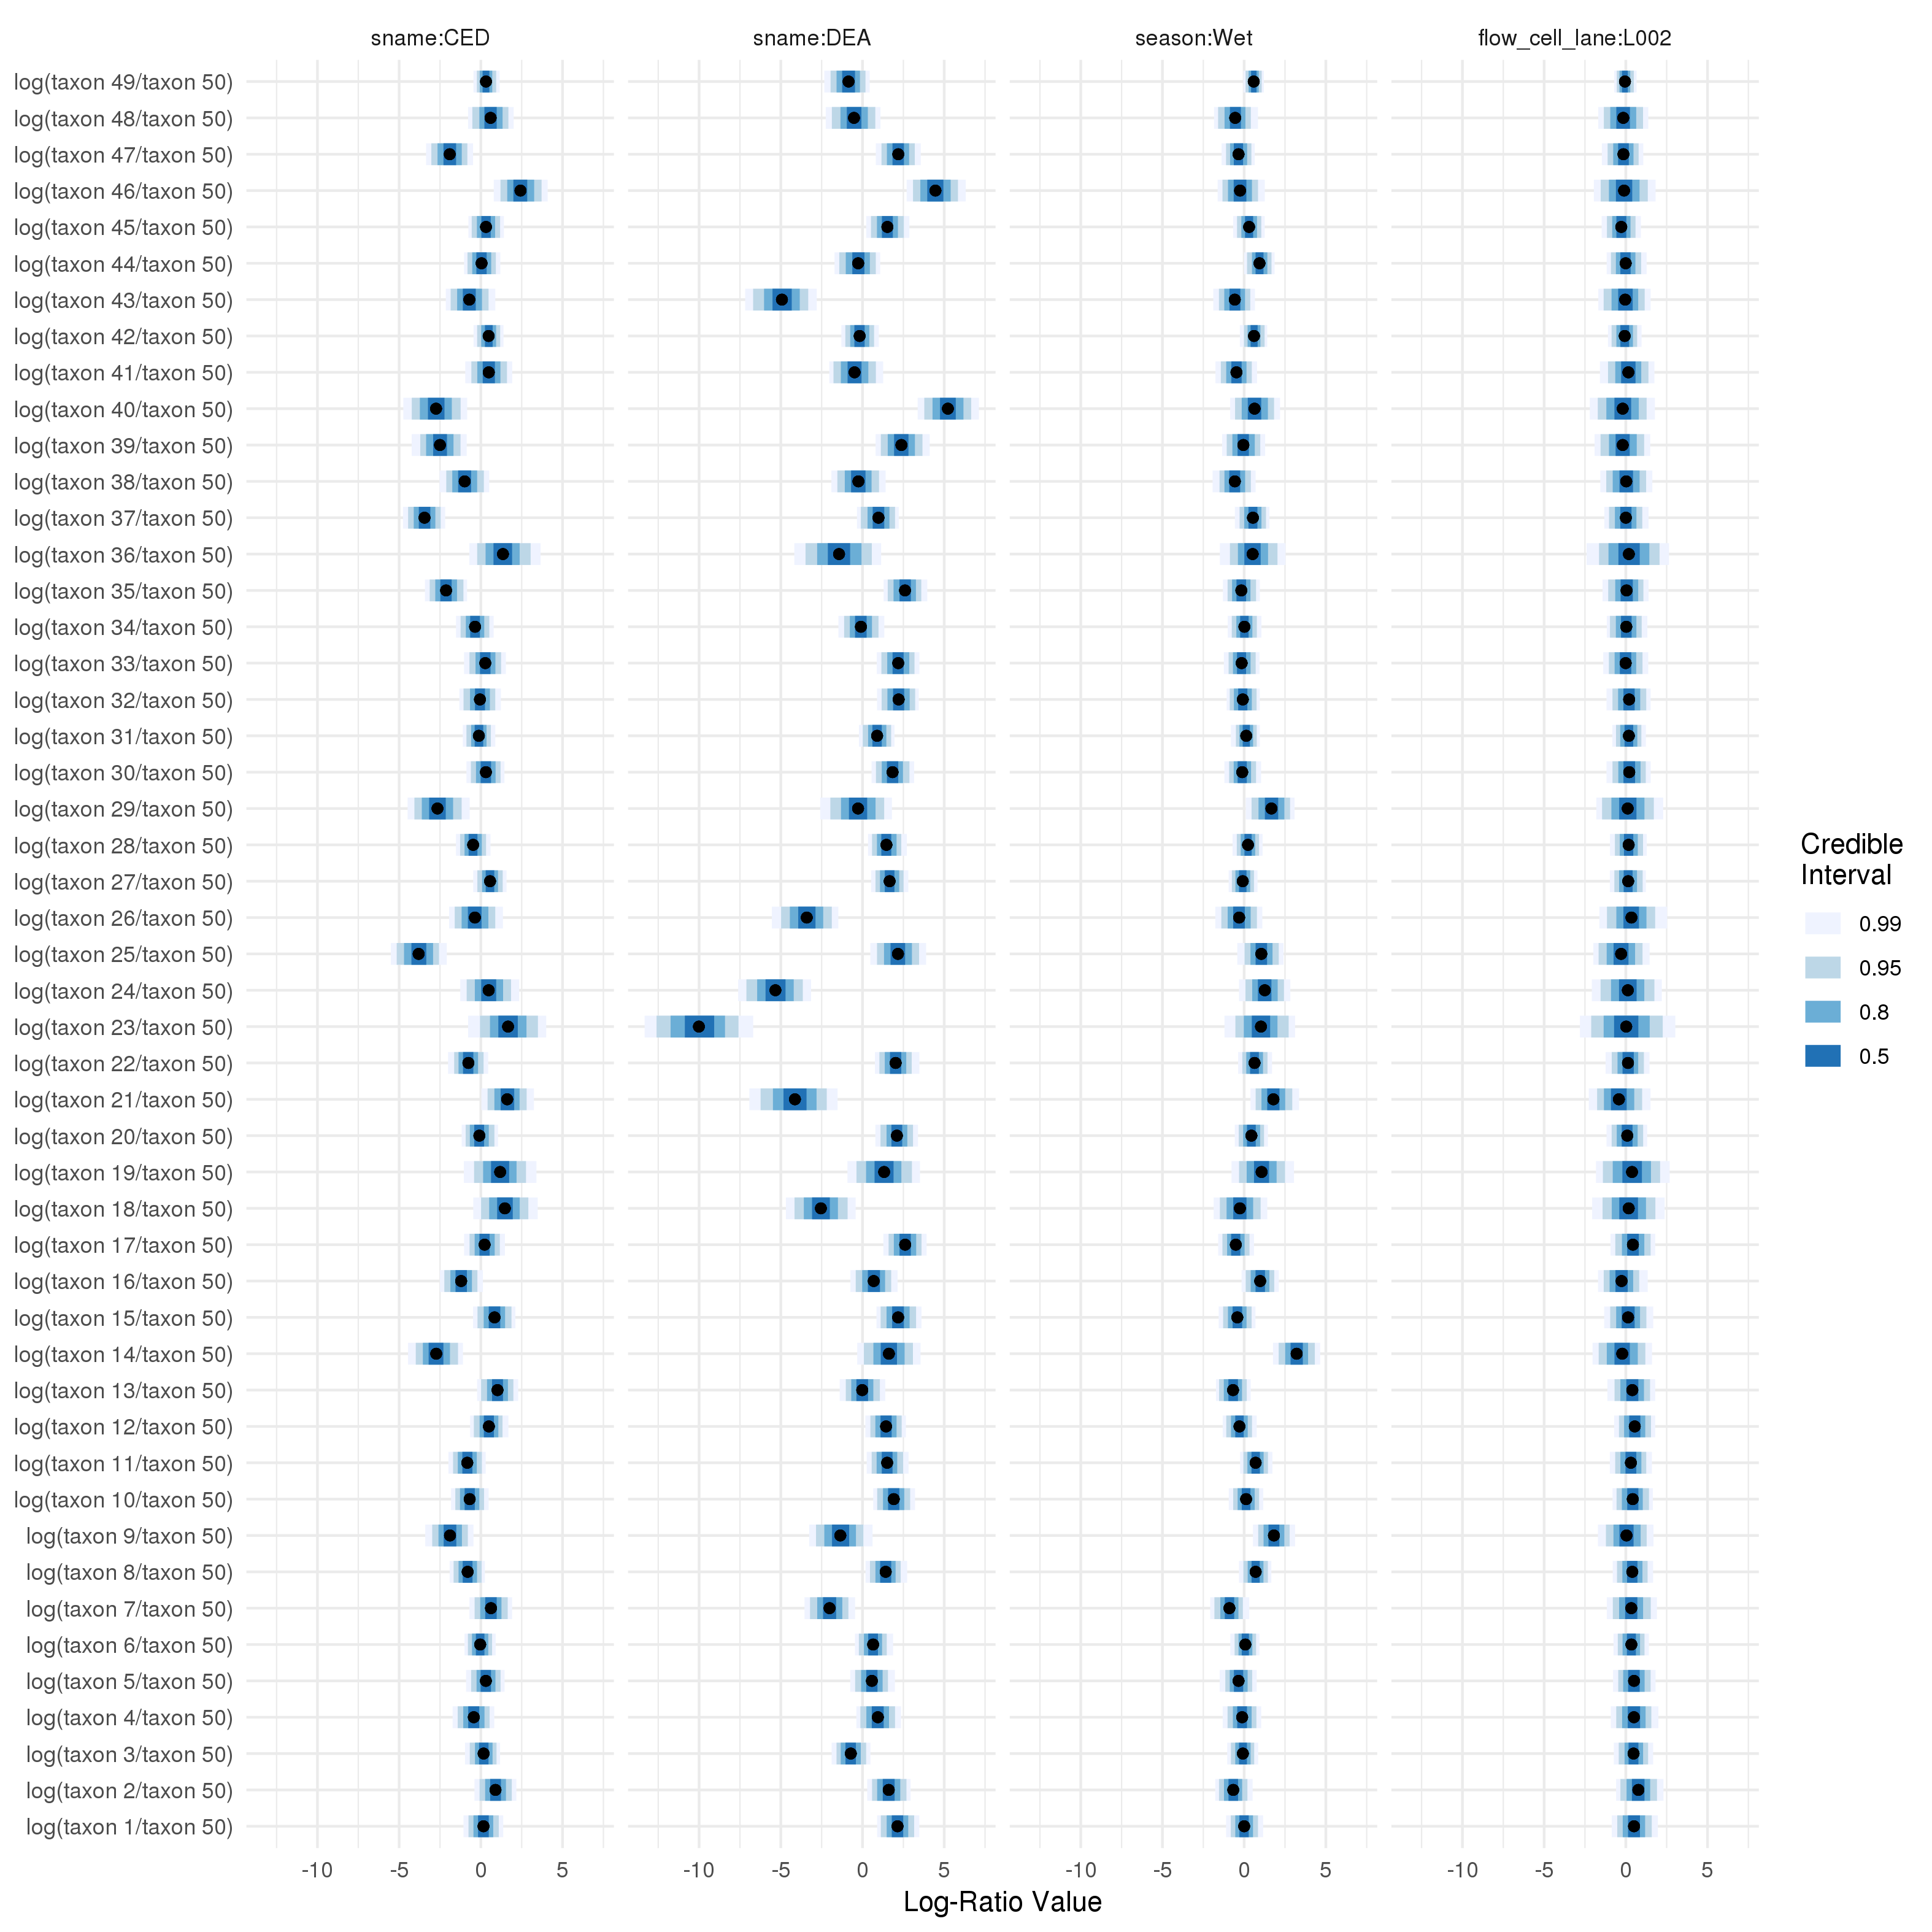 sname:CED sname:DEA season:Wet flow_cell_lane:L002
log(taxon 49/taxon 50)
log(taxon 48/taxon 50)
log(taxon 47/taxon 50)
log(taxon 46/taxon 50)
log(taxon 45/taxon 50)
log(taxon 44/taxon 50)
log(taxon 43/taxon 50)
log(taxon 42/taxon 50)
log(taxon 41/taxon 50)
log(taxon 40/taxon 50)
log(taxon 39/taxon 50)
log(taxon 38/taxon 50)
log(taxon 37/taxon 50)
log(taxon 36/taxon 50)
log(taxon 35/taxon 50)
log(taxon 34/taxon 50)
log(taxon 33/taxon 50)
log(taxon 32/taxon 50)
log(taxon 31/taxon 50)
log(taxon 30/taxon 50)
log(taxon 29/taxon 50)
log(taxon 28/taxon 50)
log(taxon 27/taxon 50)
log(taxon 26/taxon 50)
log(taxon 25/taxon 50)
log(taxon 24/taxon 50)
log(taxon 23/taxon 50)
log(taxon 22/taxon 50)
log(taxon 21/taxon 50)
log(taxon 20/taxon 50)
log(taxon 19/taxon 50)
log(taxon 18/taxon 50)
log(taxon 17/taxon 50)
log(taxon 16/taxon 50)
log(taxon 15/taxon 50)
log(taxon 14/taxon 50)
log(taxon 13/taxon 50)
log(taxon 12/taxon 50)
log(taxon 11/taxon 50)
log(taxon 10/taxon 50)
log(taxon 9/taxon 50)
log(taxon 8/taxon 50)
log(taxon 7/taxon 50)
log(taxon 6/taxon 50)
log(taxon 5/taxon 50)
log(taxon 4/taxon 50)
log(taxon 3/taxon 50)
log(taxon 2/taxon 50)
log(taxon 1/taxon 50)
-10 -5 0 5 -10 -5 0 5 -10 -5 0 5 -10 -5 0 5
Log-Ratio Value
Credible
Interval
0.99
0.95
0.8
0.5